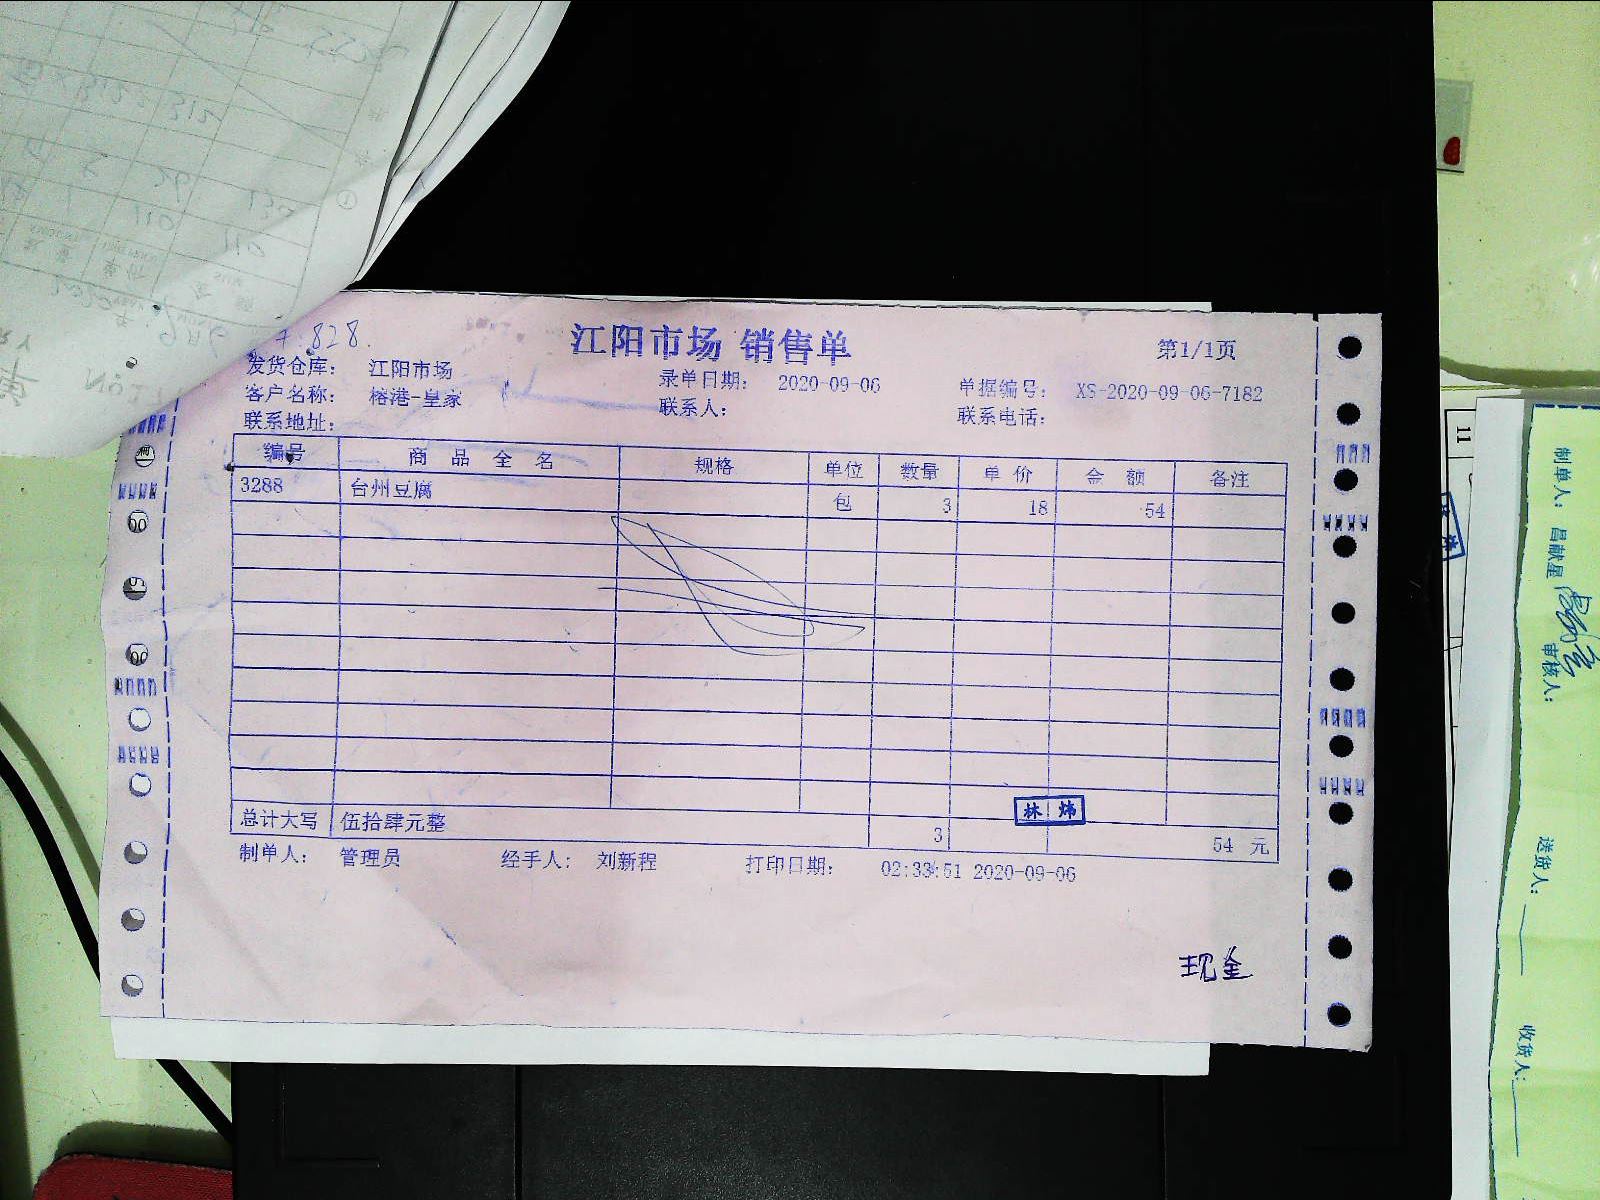 7.828.
江阳市场 销售单
第1/1页
发货仓库： 江阳市场
录单日期： 2020-09-06
单据编号： XS-2020-09-06-7182
客户名称： 榕港-皇家
联系人：
联系电话：
联系地址：
编号 商品全名 规格 单位 数量 单价 金额 备注
3288 台州豆腐 包 3 18 54
总计大写 伍拾肆元整 3 54 元
林炜
制单人： 管理员 经手人： 刘新程 打印日期： 02:33:51 2020-09-06
现金
11
制单人： 昌献星 审核人：
送货人：
收货人：